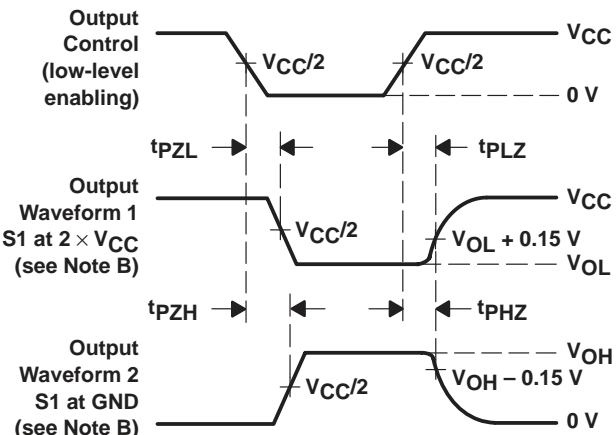 Output
Control
(low-level
enabling)
VCC/2
VCC/2
VCC
0 V
tPZL
tPLZ
Output
Waveform 1
S1 at 2 × VCC
(see Note B)
VCC/2
VCC
VOL + 0.15 V
VOL
tPZH
tPHZ
Output
Waveform 2
S1 at GND
(see Note B)
VCC/2
VOH
VOH – 0.15 V
0 V